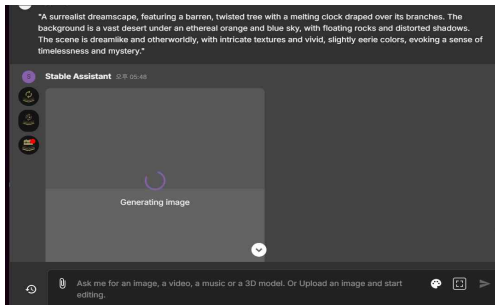 "A surrealist dreamscape, featuring a barren, twisted tree with a melting clock draped over its branches. The
background is a vast desert under an ethereal orange and blue sky, with floating rocks and distorted shadows.
The scene is dreamlike and otherworldly, with intricate textures and vivid, slightly eerie colors, evoking a sense of
timelessness and mystery."
Stable Assistant 오후 05:48
Generating image
Ask me for an image, a video, a music or a 3D model. Or Upload an image and start
editing.